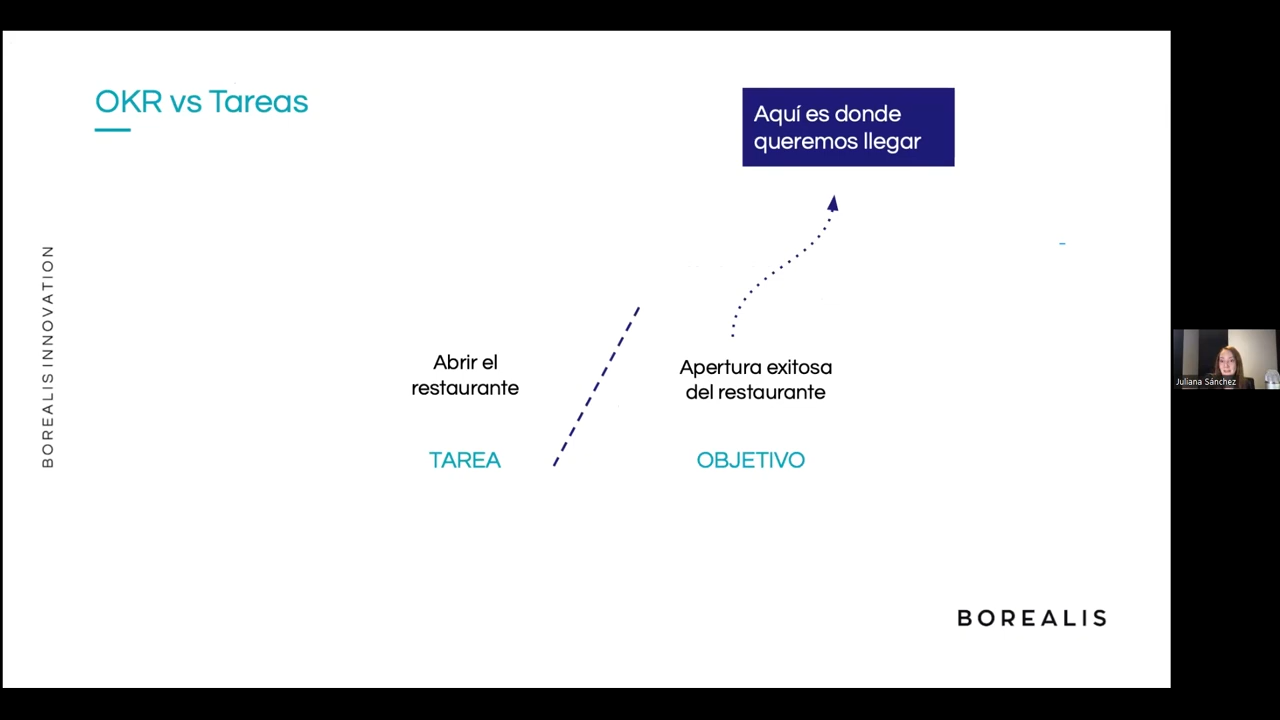 OKR vs Tareas
Aquí es donde
queremos llegar
BOREALIS INNOVATION
Abrir el
restaurante
Apertura exitosa
del restaurante
TAREA
OBJETIVO
BOREALIS
Juliana Sánchez